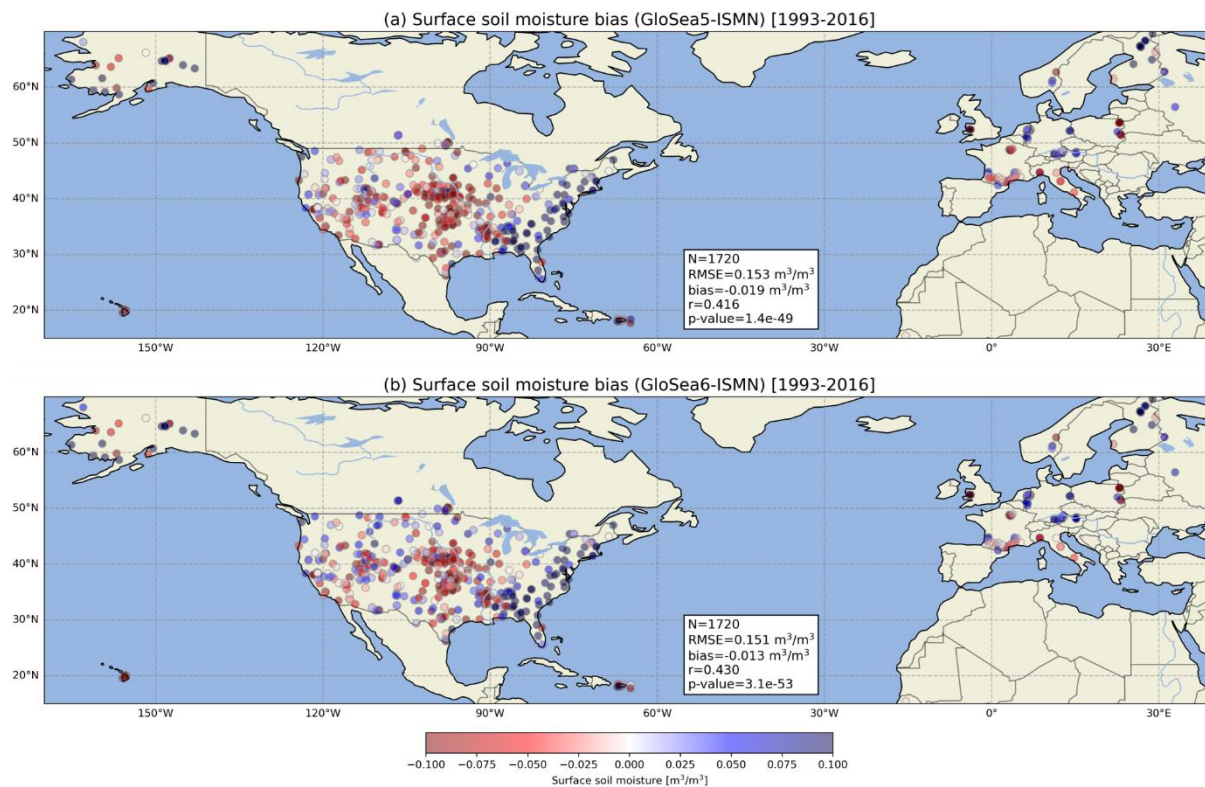 (a) Surface soil moisture bias (GloSea5-ISMN) [1993-2016]
60°N
50°N
40°N
30°N
20°N
N=1720
RMSE=0.153 m³/m³
bias=-0.019 m³/m³
r=0.416
p-value=1.4e-49
150°W 120°W 90°W 60°W 30°W 0° 30°E
(b) Surface soil moisture bias (GloSea6-ISMN) [1993-2016]
60°N
50°N
40°N
30°N
20°N
N=1720
RMSE=0.151 m³/m³
bias=-0.013 m³/m³
r=0.430
p-value=3.1e-53
150°W 120°W 90°W 60°W 30°W 0° 30°E
−0.100 −0.075 −0.050 −0.025 0.000 0.025 0.050 0.075 0.100
Surface soil moisture [m³/m³]